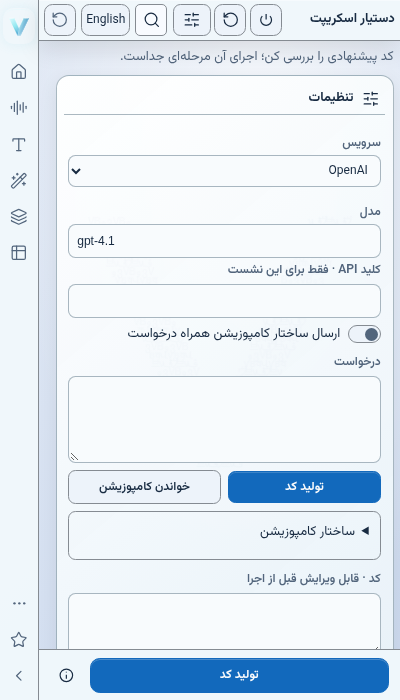 دستیار اسکریپت
English
کد پیشنهادی را بررسی کن؛ اجرای آن مرحله‌ای جداست.
تنظیمات
سرویس
OpenAI
مدل
gpt-4.1
کلید API · فقط برای این نشست
ارسال ساختار کامپوزیشن همراه درخواست
درخواست
تولید کد
خواندن کامپوزیشن
ساختار کامپوزیشن
کد · قابل ویرایش قبل از اجرا
تولید کد